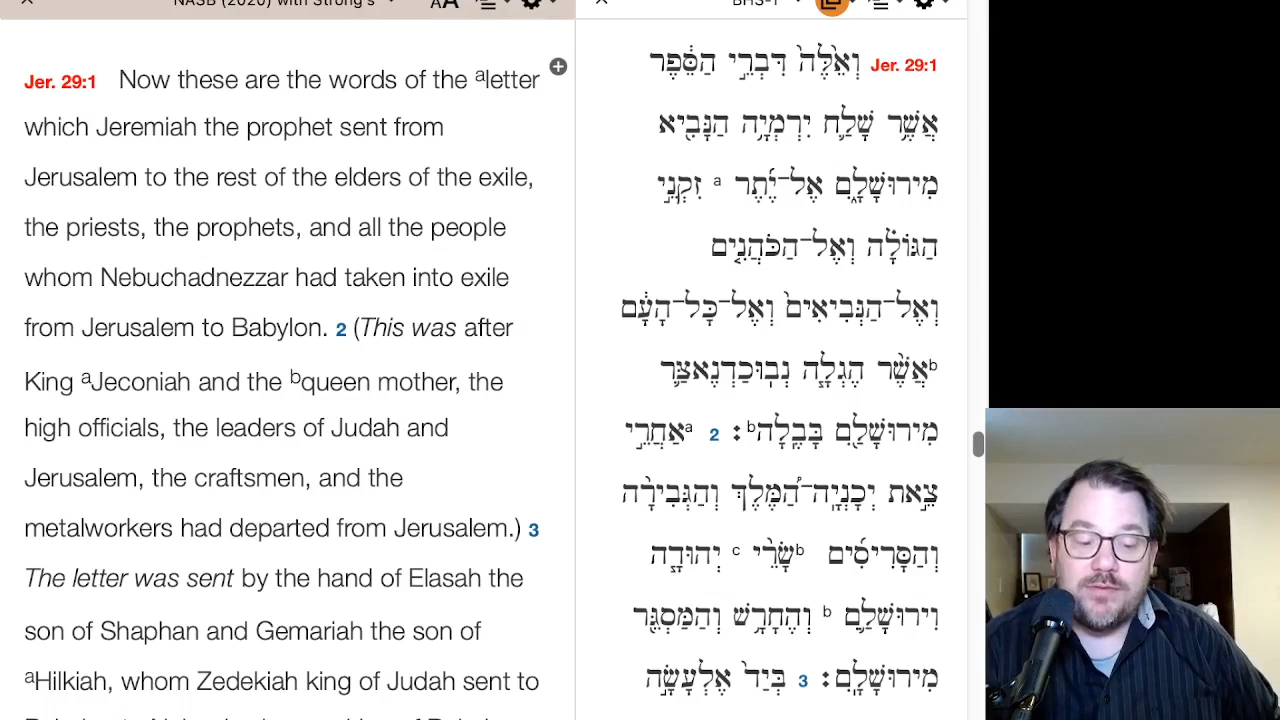 NASB (2020) with Strong's
Jer. 29:1 Now these are the words of the ªletter
which Jeremiah the prophet sent from
Jerusalem to the rest of the elders of the exile,
the priests, the prophets, and all the people
whom Nebuchadnezzar had taken into exile
from Jerusalem to Babylon. 2 (This was after
King ªJeconiah and the ᵇqueen mother, the
high officials, the leaders of Judah and
Jerusalem, the craftsmen, and the
metalworkers had departed from Jerusalem.) 3
The letter was sent by the hand of Elasah the
son of Shaphan and Gemariah the son of
ªHilkiah, whom Zedekiah king of Judah sent to
BHS-T
Jer. 29:1 וְאֵ֙לֶּה֙ דִּבְרֵ֣י הַסֵּ֔פֶר
אֲשֶׁ֥ר שָׁלַ֛ח יִרְמְיָ֥ה הַנָּבִ֖יא
מִירוּשָׁלִָ֑ם אֶל־יֶ֜תֶר ª זִקְנֵ֣י
הַגּוֹלָ֗ה וְאֶל־הַכֹּהֲנִ֤ים
וְאֶל־הַנְּבִיאִים֙ וְאֶל־כָּל־הָעָ֔ם
ᵇאֲשֶׁ֨ר הֶגְלָ֧ה נְבֽוּכַדְנֶאצַּ֛ר
מִירוּשָׁלִַ֖ם בָּבֶֽלָהᵇ׃ 2 ªאַחֲרֵ֣י
צֵ֣את יְכָנְיָֽה־הַ֠מֶּלֶךְ וְהַגְּבִירָ֨ה
וְהַסָּרִיסִ֜ים ᵇשָׂרֵ֨י ᶜ יְהוּדָ֧ה
וִירוּשָׁלִַ֛ם ᵇ וְהֶחָרָ֥שׁ וְהַמַּסְגֵּ֖ר
מִירוּשָׁלִָֽם׃ 3 בְּיַד֙ אֶלְעָשָׂ֣ה